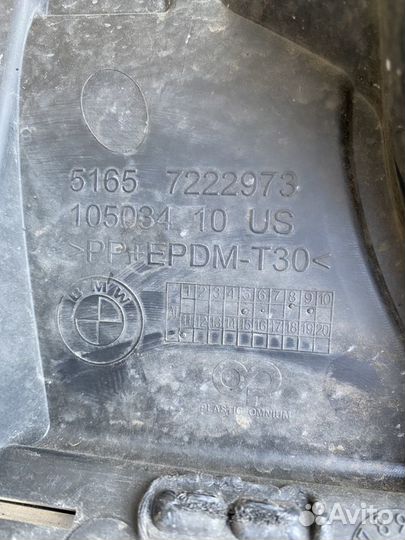 5165 7222973
105034 10 US
>PP+EPDM-T30<
BMW
1 2 3 4 5 6 7 8 9 10
11 12 13 14 15 16 17 18 19 20
PLASTIC OMNIUM
Avito